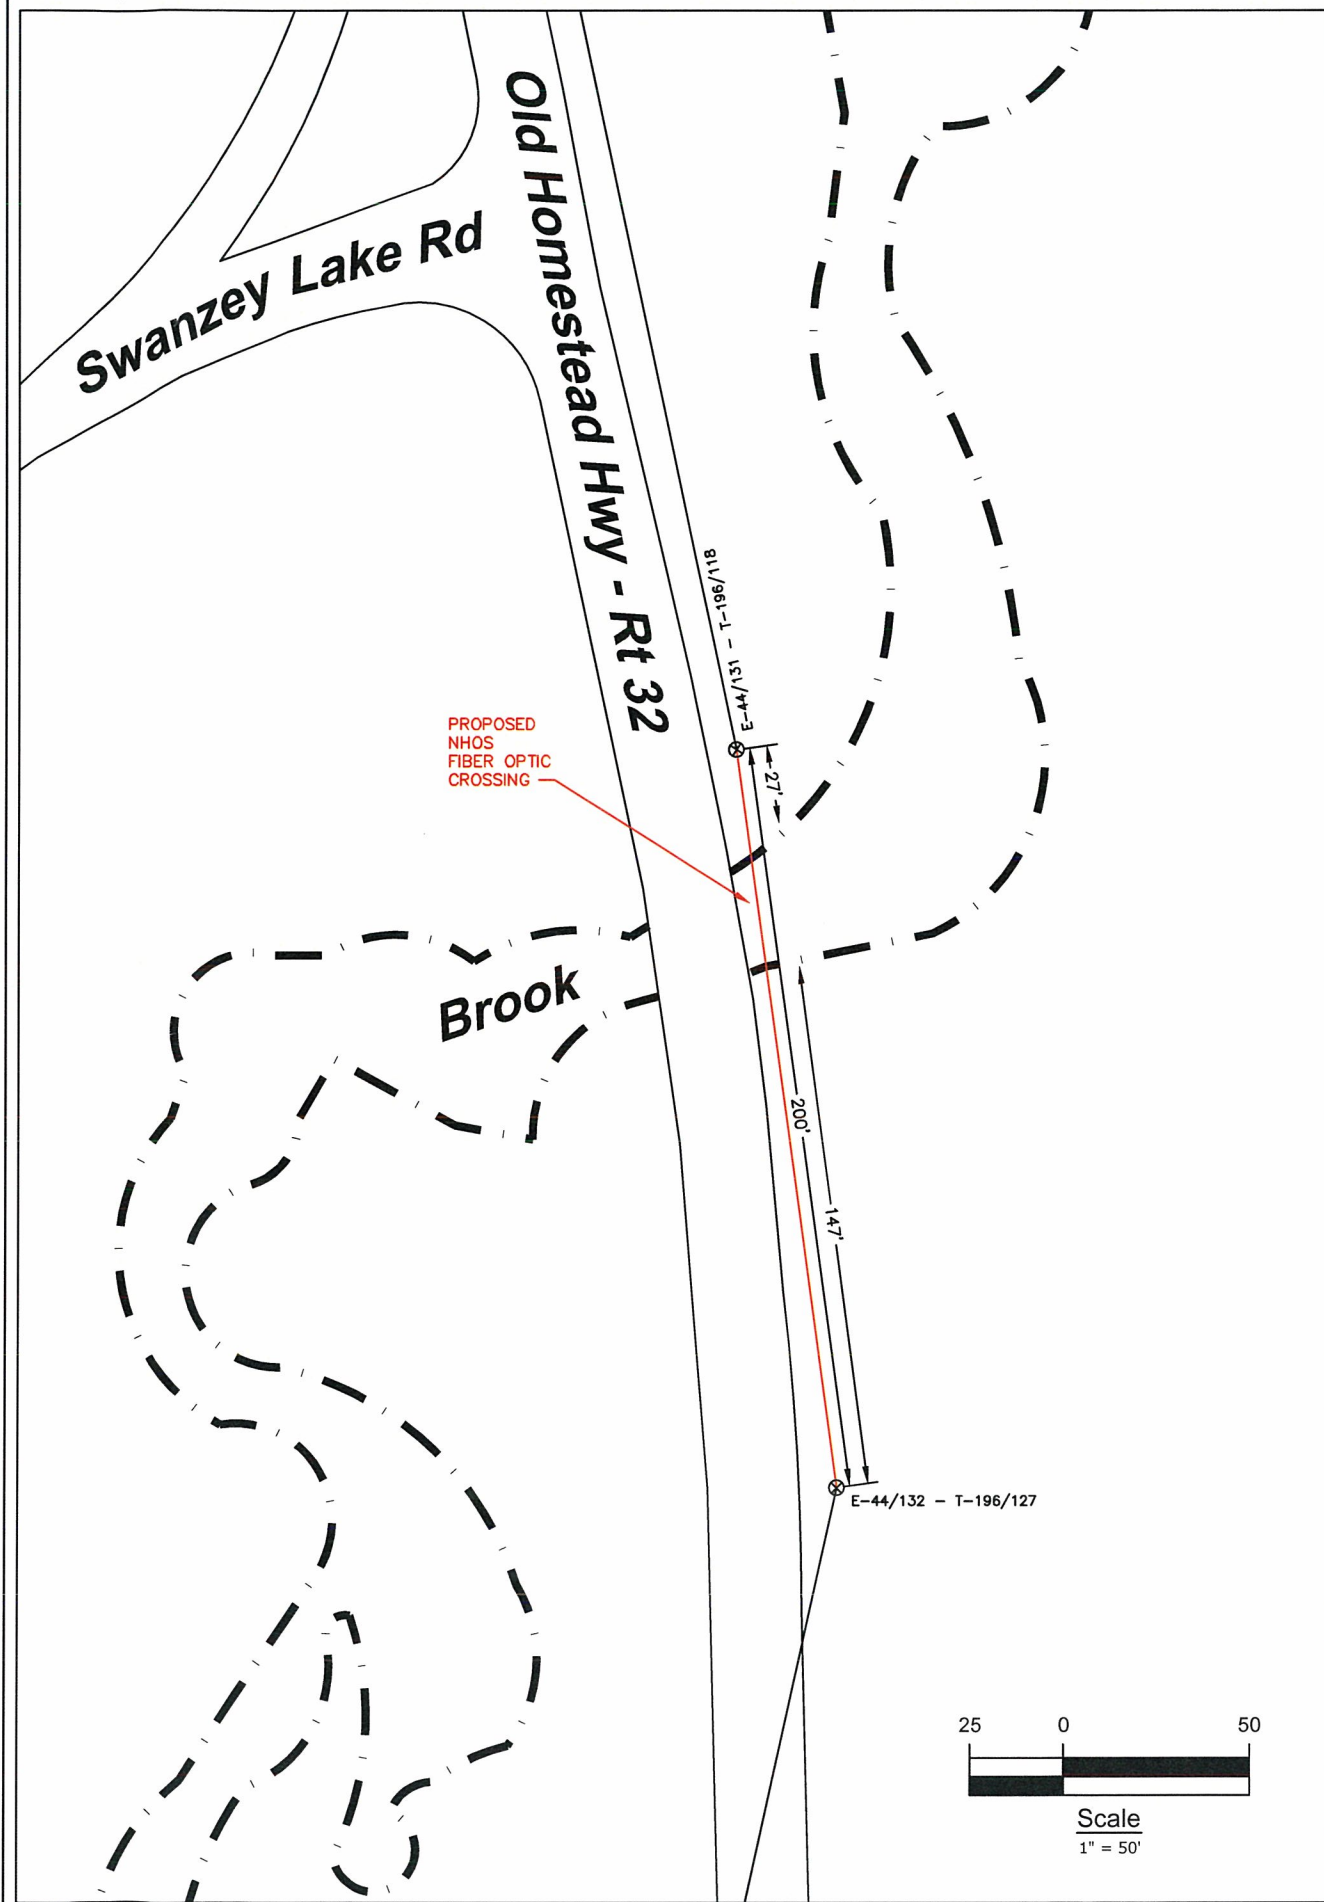 Old Homestead Hwy - Rt 32
Swanzey Lake Rd
E-44/131 - T-196/118
PROPOSED
NHOS
FIBER OPTIC
CROSSING
27'
Brook
200'
147'
E-44/132 - T-196/127
25 0 50
Scale
1" = 50'